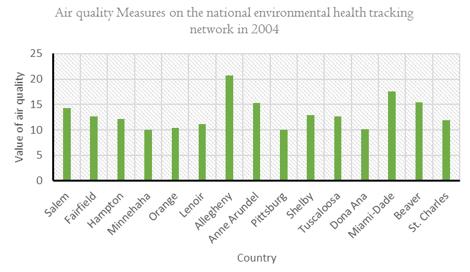 Air quality Measures on the national environmental health tracking
network in 2004
Value of air quality
25
20
15
10
5
0
Salem
Fairfield
Hampton
Minnehaha
Orange
Lenoir
Allegheny
Anne Arundel
Pittsburg
Shelby
Tuscaloosa
Dona Ana
Miami-Dade
Beaver
St. Charles
Country